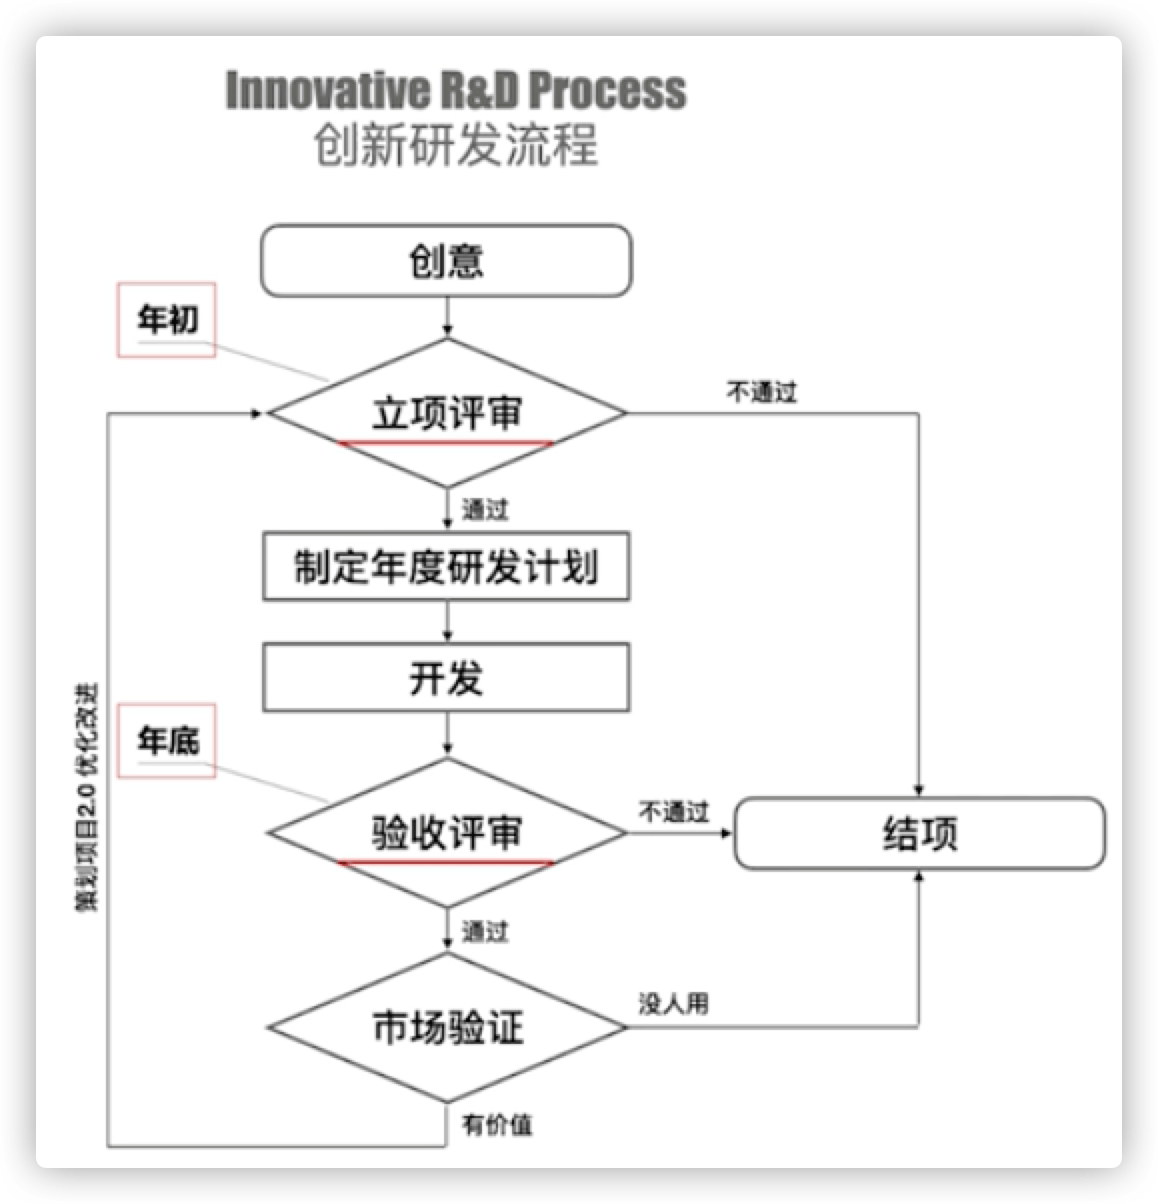 Innovative R&D Process
创新研发流程
创意
年初
立项评审
不通过
通过
制定年度研发计划
开发
年底
验收评审
不通过
结项
通过
市场验证
没人用
有价值
策划项目2.0 优化改进